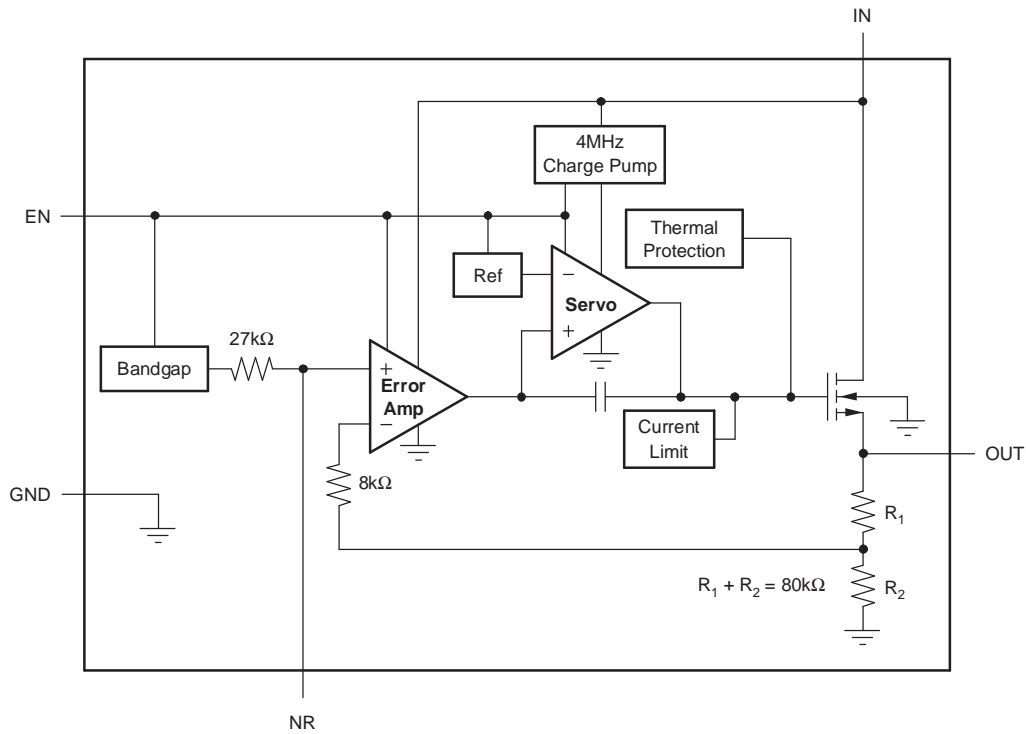 IN
4MHz
Charge Pump
EN
Thermal
Protection
Ref
−
Servo
+
27kΩ
Bandgap
+
Error
Amp
−
Current
Limit
OUT
8kΩ
GND
R1
R1 + R2 = 80kΩ
R2
NR